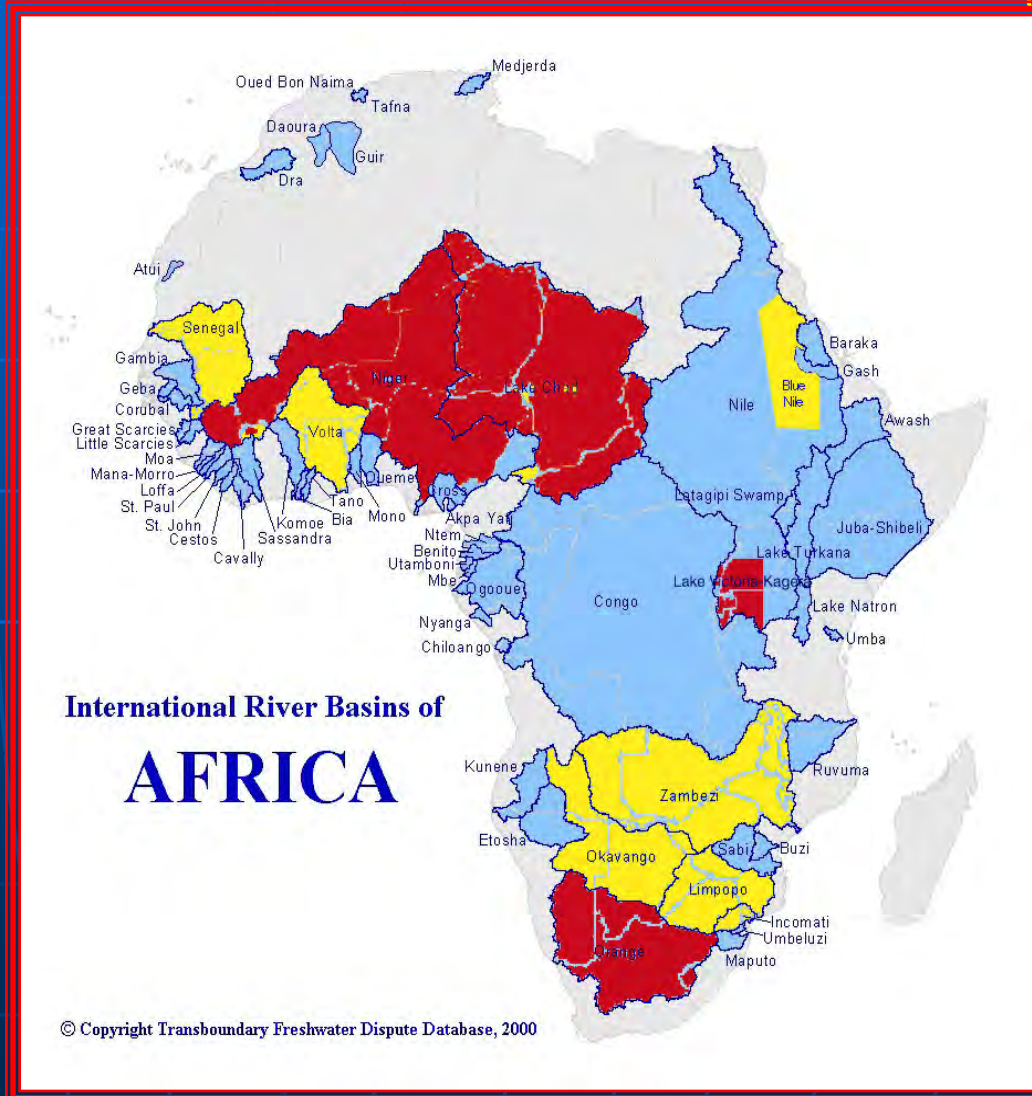 Medjerda
Oued Bon Naima
Tafna
Daoura
Guir
Dra
Atui
Senegal
Gambia
Geba
Corubal
Great Scarcies
Little Scarcies
Moa
Mana-Morro
Loffa
St. Paul
St. John
Cestos
Cavally
Sassandra
Komoe
Bia
Tano
Mono
Volta
Oueme
Niger
Lake Chad
Cross
Akpa Yafi
Ntem
Benito
Utamboni
Mbe
Ogooue
Nyanga
Chiloango
Congo
Nile
Blue
Nile
Baraka
Gash
Awash
Lotagipi Swamp
Juba-Shibeli
Lake Turkana
Lake Victoria-Kagera
Lake Natron
Umba
International River Basins of
AFRICA
Kunene
Etosha
Zambezi
Ruvuma
Okavango
Sabi
Buzi
Limpopo
Incomati
Umbeluzi
Maputo
Orange
© Copyright Transboundary Freshwater Dispute Database, 2000